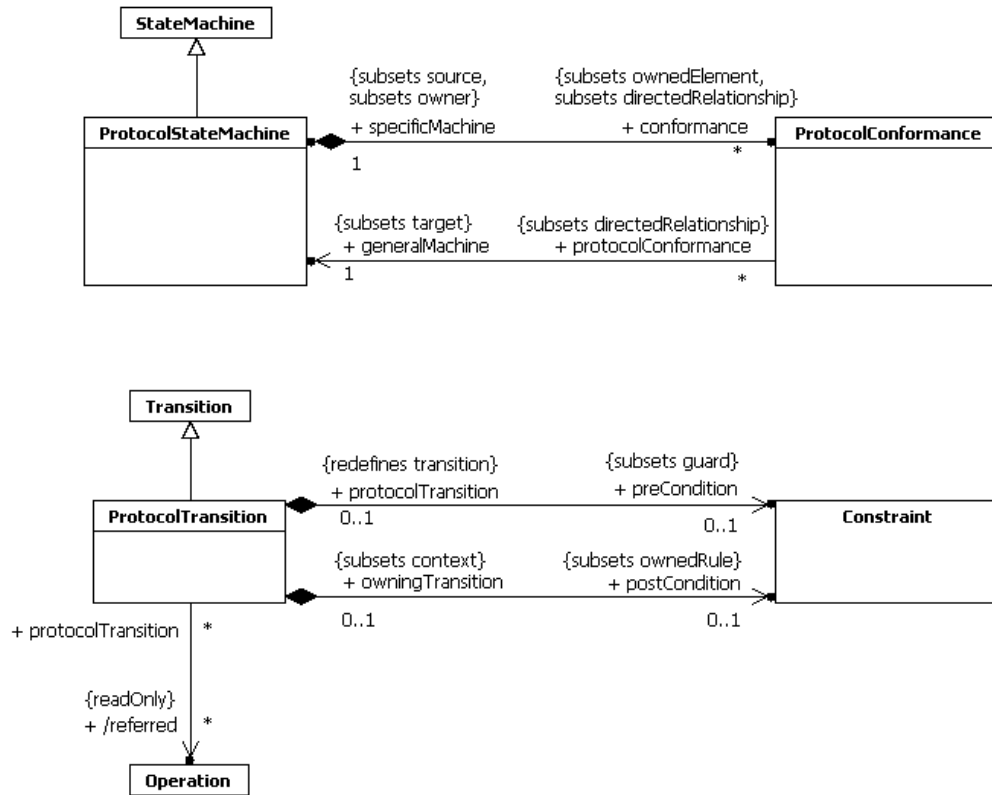 StateMachine
{subsets source,
subsets owner}
+ specificMachine
1
{subsets ownedElement,
subsets directedRelationship}
+ conformance
*
ProtocolStateMachine
ProtocolConformance
{subsets target}
+ generalMachine
1
{subsets directedRelationship}
+ protocolConformance
*
Transition
{redefines transition}
+ protocolTransition
0..1
{subsets guard}
+ preCondition
0..1
ProtocolTransition
Constraint
{subsets context}
+ owningTransition
0..1
{subsets ownedRule}
+ postCondition
0..1
+ protocolTransition
*
{readOnly}
+ /referred
*
Operation